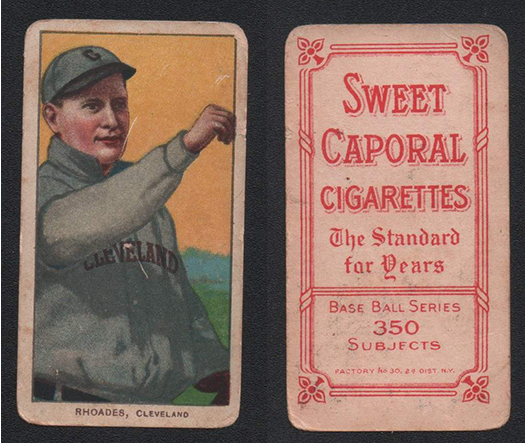 C
CLEVELAND
RHOADES, CLEVELAND
SWEET
CAPORAL
CIGARETTES
The Standard
for Years
BASE BALL SERIES
350
SUBJECTS
FACTORY No 30, 2d DIST. N.Y.